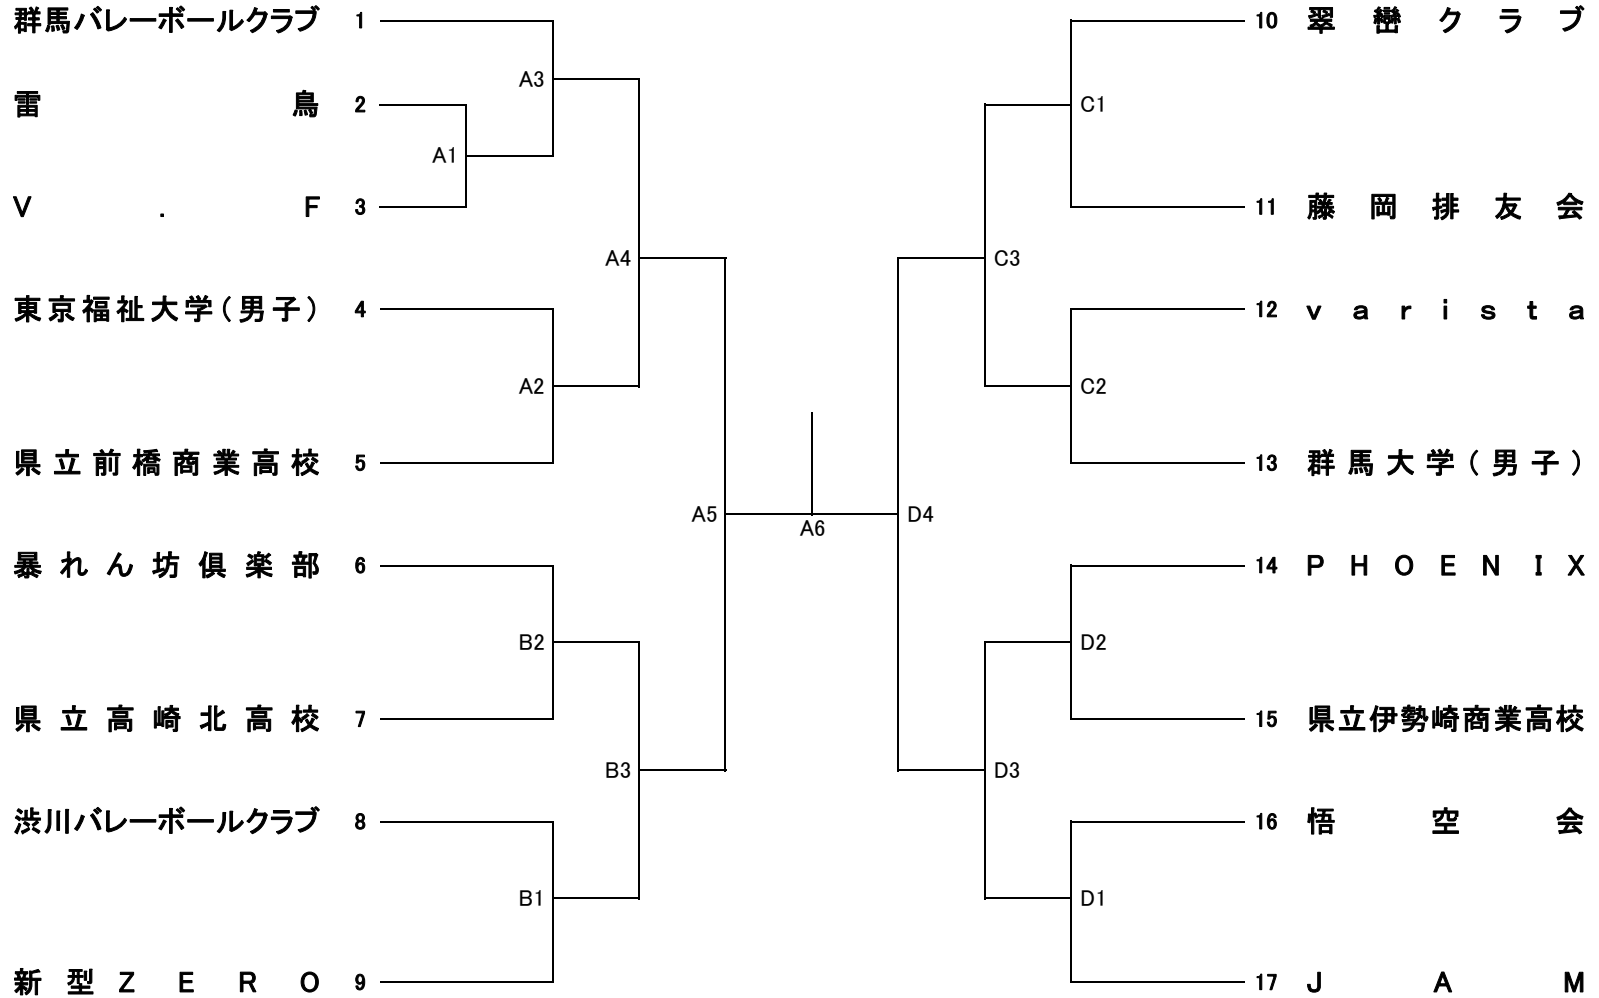 群馬バレーボールクラブ 1
10 翠巒クラブ
A3
雷鳥 2
C1
A1
V.F 3
11 藤岡排友会
A4
C3
東京福祉大学(男子) 4
12 varista
A2
C2
県立前橋商業高校 5
13 群馬大学(男子)
A5
D4
A6
暴れん坊倶楽部 6
14 PHOENIX
B2
D2
県立高崎北高校 7
15 県立伊勢崎商業高校
B3
D3
渋川バレーボールクラブ 8
16 悟空会
B1
D1
新型ZERO 9
17 JAM